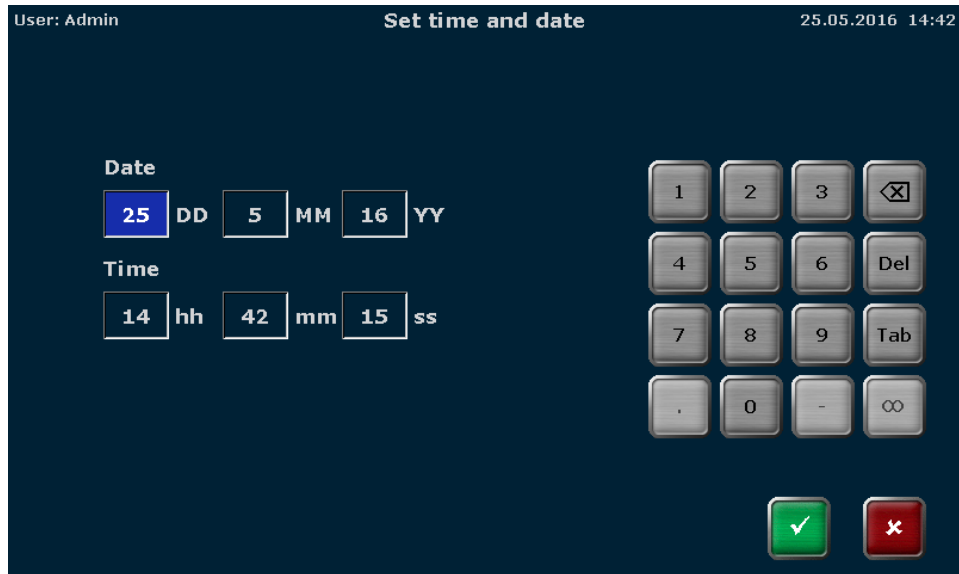 User: Admin Set time and date 25.05.2016 14:42
Date
25 DD 5 MM 16 YY
Time
14 hh 42 mm 15 ss
1 2 3
4 5 6 Del
7 8 9 Tab
. 0 - ∞